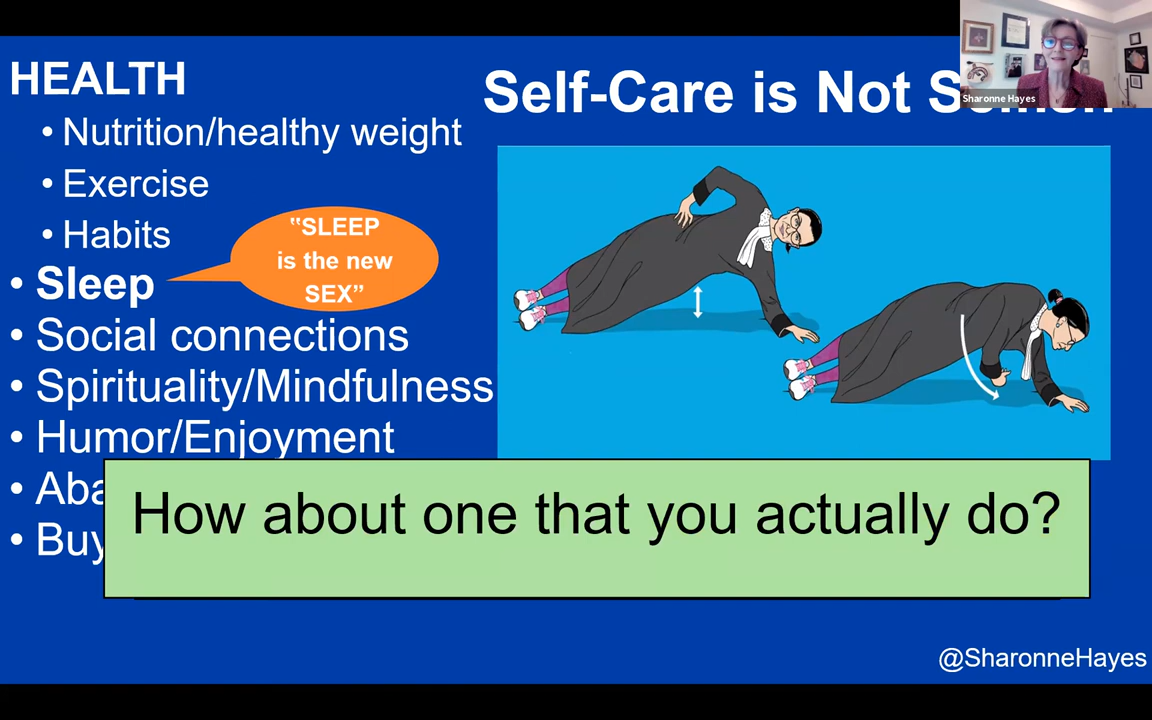 HEALTH
• Nutrition/healthy weight
• Exercise
• Habits
• Sleep
"SLEEP
is the new
SEX"
• Social connections
• Spirituality/Mindfulness
• Humor/Enjoyment
• Aba
• Buy
Self-Care is Not
Sharonne Hayes
How about one that you actually do?
@SharonneHayes